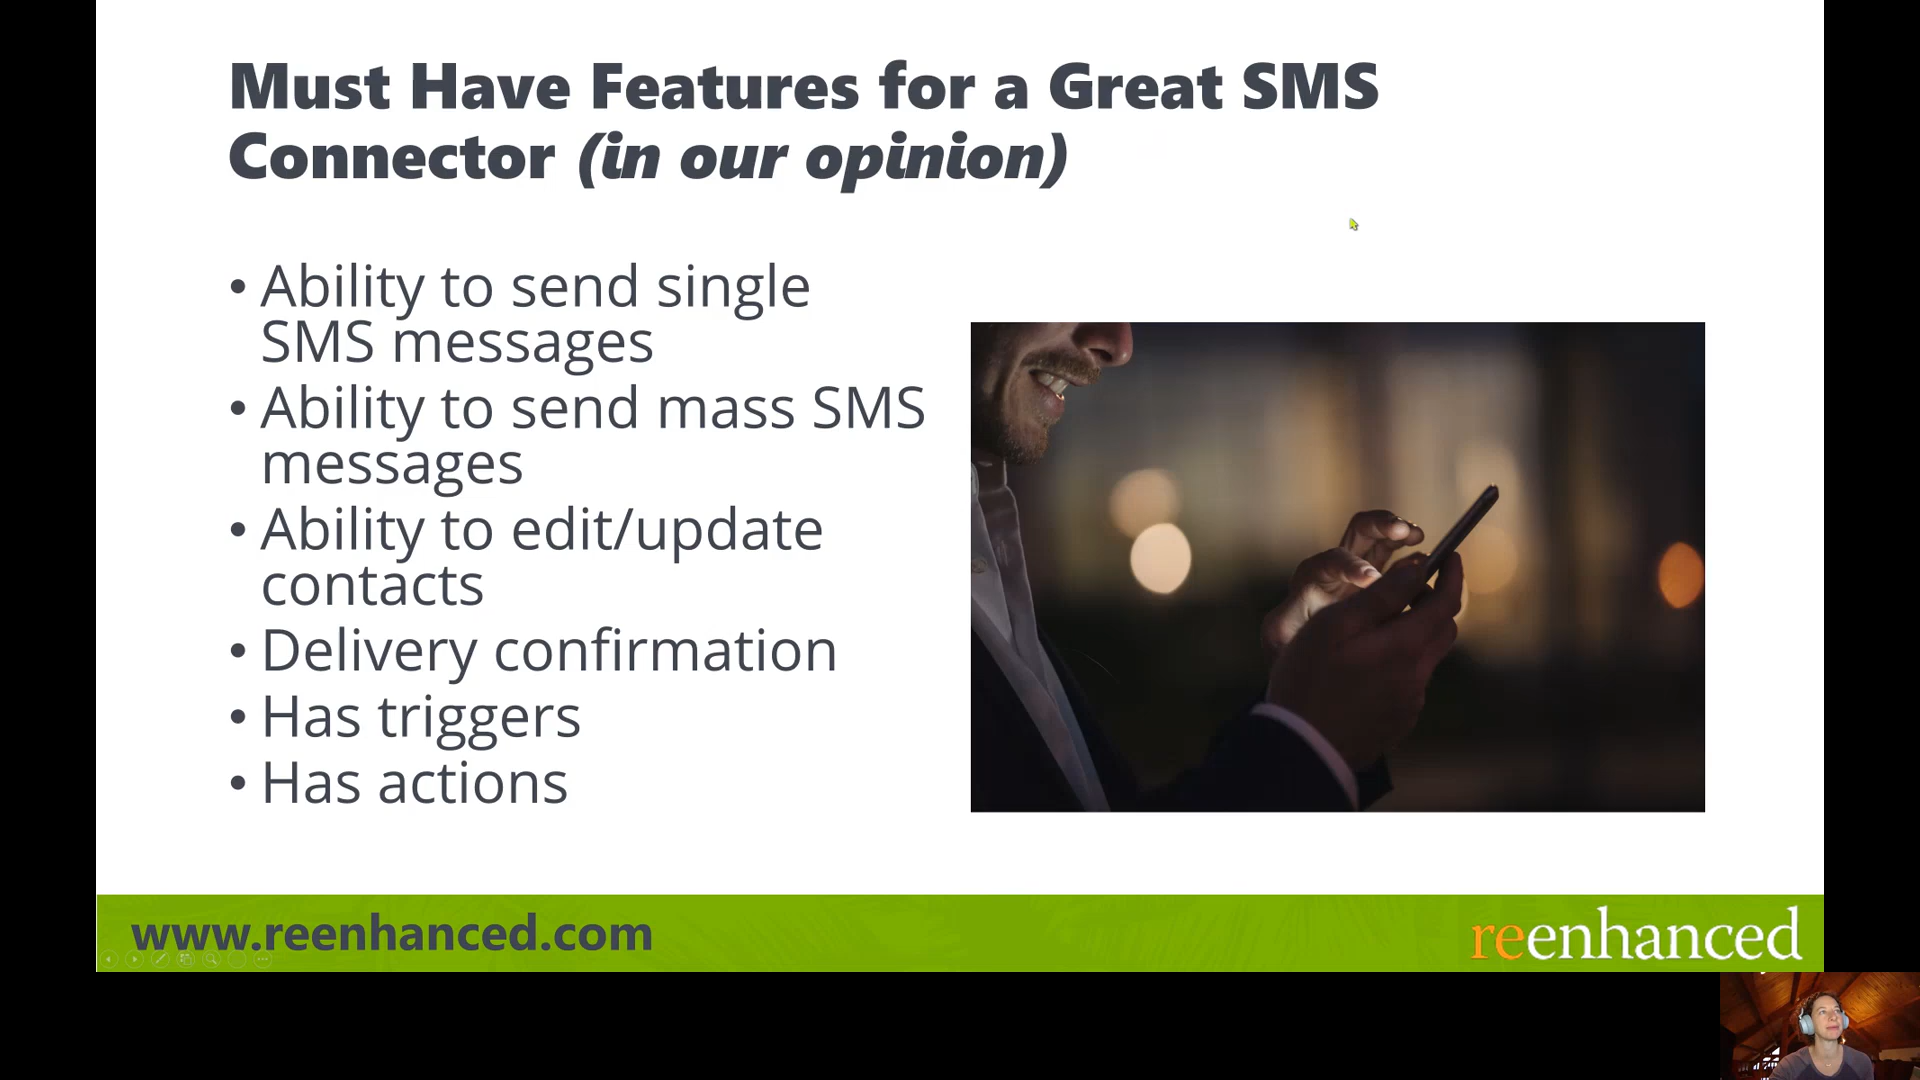 Must Have Features for a Great SMS
Connector (in our opinion)
• Ability to send single
SMS messages
• Ability to send mass SMS
messages
• Ability to edit/update
contacts
• Delivery confirmation
• Has triggers
• Has actions
www.reenhanced.com
reenhanced